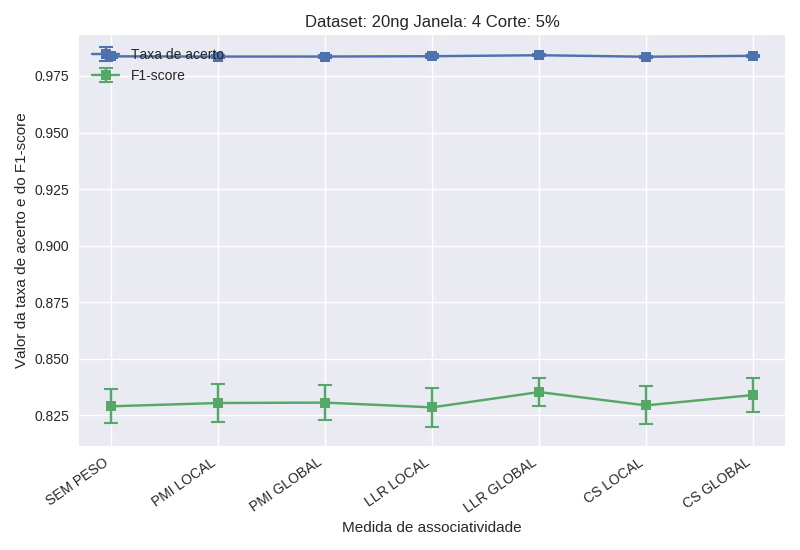 Dataset: 20ng Janela: 4 Corte: 5%
Taxa de acerto
F1-score
0.975
0.950
0.925
0.900
0.875
0.850
0.825
Valor da taxa de acerto e do F1-score
SEM PESO
PMI LOCAL
PMI GLOBAL
LLR LOCAL
LLR GLOBAL
CS LOCAL
CS GLOBAL
Medida de associatividade